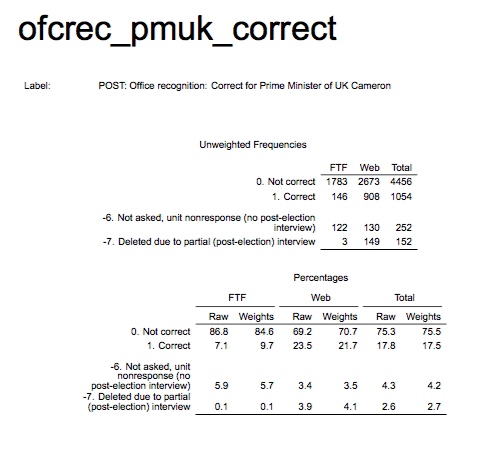 ofcrec_pmuk_correct
Label: POST: Office recognition: Correct for Prime Minister of UK Cameron
Unweighted Frequencies
FTF Web Total
0. Not correct 1783 2673 4456
1. Correct 146 908 1054
-6. Not asked, unit nonresponse (no post-election
interview) 122 130 252
-7. Deleted due to partial (post-election) interview 3 149 152
Percentages
FTF Web Total
Raw Weights Raw Weights Raw Weights
0. Not correct 86.8 84.6 69.2 70.7 75.3 75.5
1. Correct 7.1 9.7 23.5 21.7 17.8 17.5
-6. Not asked, unit
nonresponse (no
post-election interview) 5.9 5.7 3.4 3.5 4.3 4.2
-7. Deleted due to partial
(post-election) interview 0.1 0.1 3.9 4.1 2.6 2.7